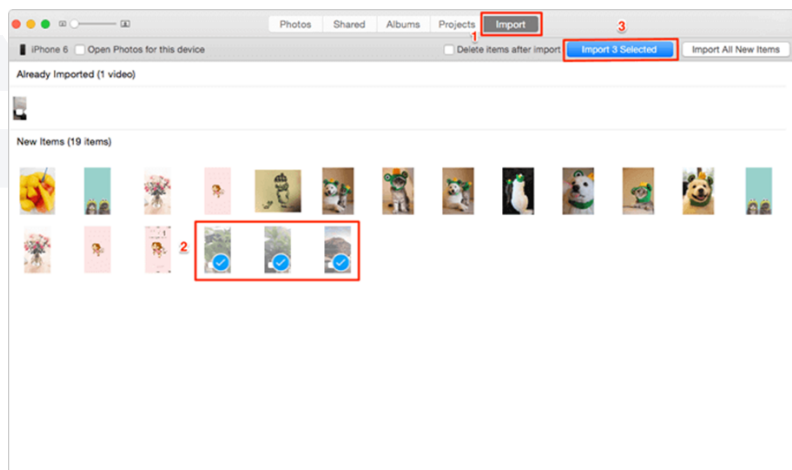 Photos Shared Albums Projects Import
1
3
iPhone 6 Open Photos for this device Delete items after import Import 3 Selected Import All New Items
Already Imported (1 video)
New Items (19 items)
2